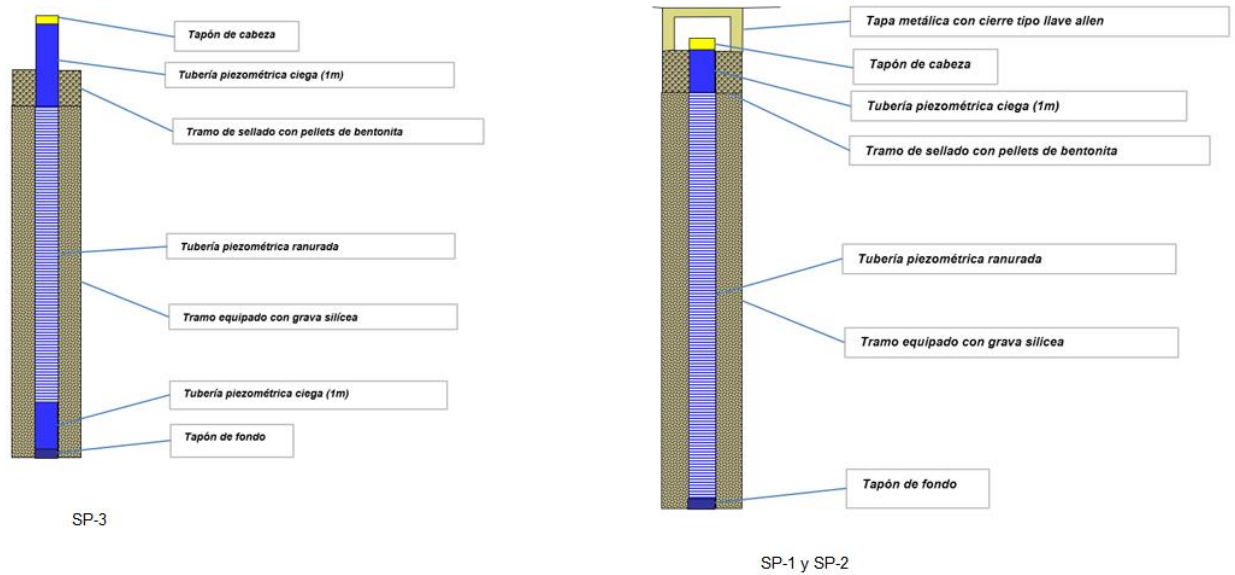 Tapón de cabeza
Tubería piezométrica ciega (1m)
Tramo de sellado con pellets de bentonita
Tubería piezométrica ranurada
Tramo equipado con grava silícea
Tubería piezométrica ciega (1m)
Tapón de fondo
SP-3
Tapa metálica con cierre tipo llave allen
Tapón de cabeza
Tubería piezométrica ciega (1m)
Tramo de sellado con pellets de bentonita
Tubería piezométrica ranurada
Tramo equipado con grava silícea
Tapón de fondo
SP-1 y SP-2